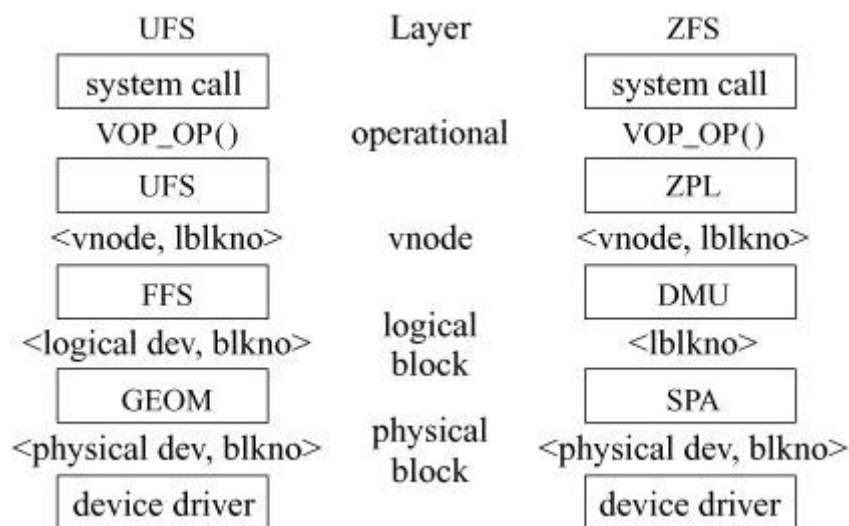 UFS Layer ZFS
system call system call
VOP_OP() operational VOP_OP()
UFS ZPL
<vnode, lblkno> vnode <vnode, lblkno>
FFS DMU
<logical dev, blkno> logical block <lblkno>
GEOM SPA
<physical dev, blkno> physical block <physical dev, blkno>
device driver device driver